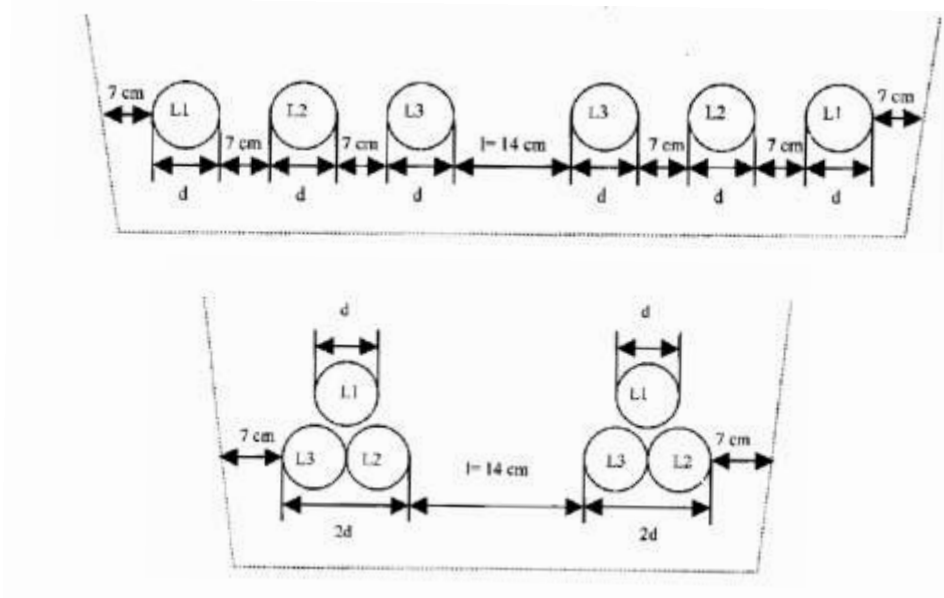 7 cm 7 cm
L1 L2 L3 L3 L2 L1
7 cm 7 cm l= 14 cm 7 cm 7 cm
d d d d d d
d d
L1 L1
7 cm 7 cm
L3 L2 L3 L2
l= 14 cm
2d 2d